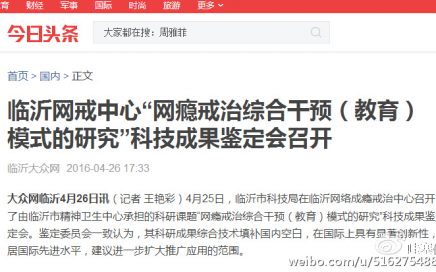 育 财经 军事 国际 时尚 旅游 更多
今日头条
大家都在搜：周雅菲
首页 > 国内 > 正文
临沂网戒中心“网瘾戒治综合干预（教育）
模式的研究”科技成果鉴定会召开
临沂大众网 2016-04-26 17:33
大众网临沂4月26日讯（记者 王艳彩）4月25日，临沂市科技局在临沂网络成瘾戒治中心召开
了由临沂市精神卫生中心承担的科研课题“网瘾戒治综合干预（教育）模式的研究”科技成果鉴
定会。鉴定委员会一致认为，其科研成果综合技术填补国内空白，在国际上具有显著创新性，
居国际先进水平，建议进一步扩大推广应用的范围。
weibo.com/u/516275488